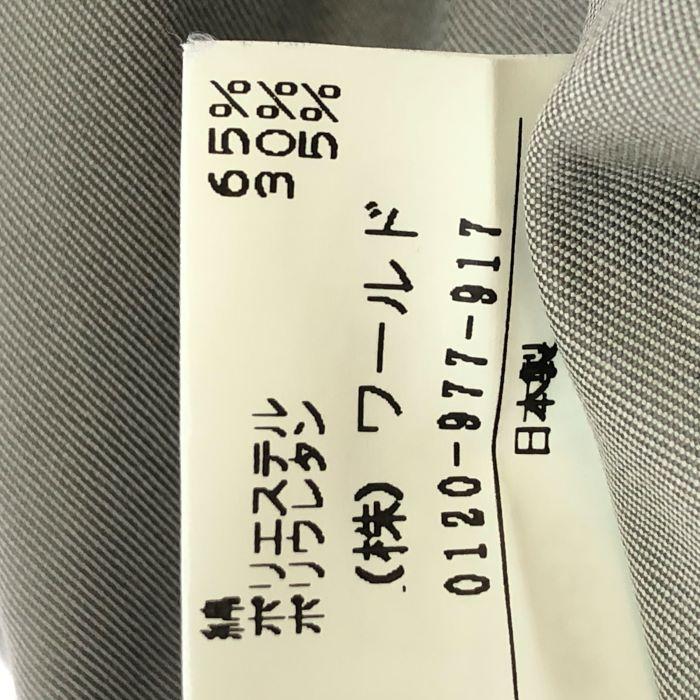 綿 65%
ポリエステル 30%
ポリウレタン 5%
(株) ワールド
0120-977-917
日本製